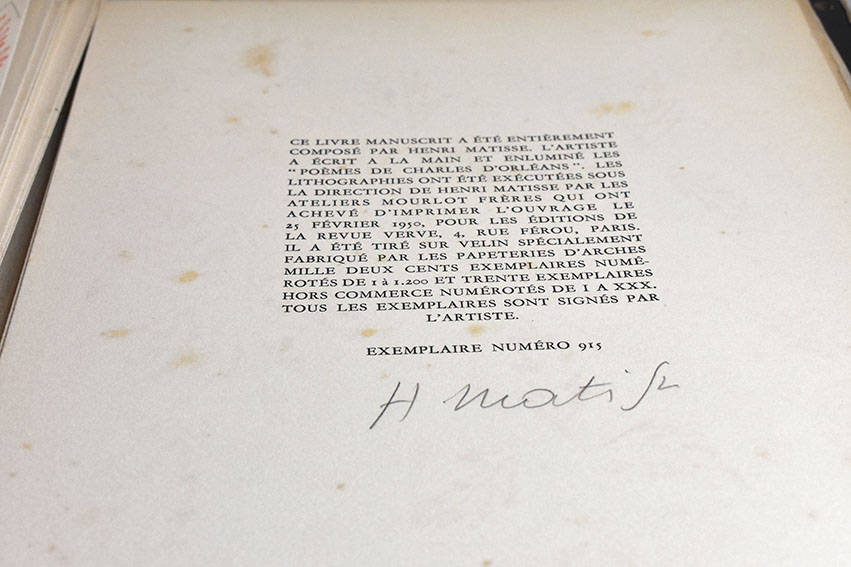 CE LIVRE MANUSCRIT A ÉTÉ ENTIÈREMENT
COMPOSÉ PAR HENRI MATISSE. L'ARTISTE
A ÉCRIT A LA MAIN ET ENLUMINÉ LES
"POÈMES DE CHARLES D'ORLÉANS". LES
LITHOGRAPHIES ONT ÉTÉ EXÉCUTÉES SOUS
LA DIRECTION DE HENRI MATISSE PAR LES
ATELIERS MOURLOT FRÈRES QUI ONT
ACHEVÉ D'IMPRIMER L'OUVRAGE LE
25 FÉVRIER 1950, POUR LES ÉDITIONS DE
LA REVUE VERVE, 4, RUE FÉROU, PARIS.
IL A ÉTÉ TIRÉ SUR VELIN SPÉCIALEMENT
FABRIQUÉ PAR LES PAPETERIES D'ARCHES
MILLE DEUX CENTS EXEMPLAIRES NUMÉ-
ROTÉS DE 1 à 1.200 ET TRENTE EXEMPLAIRES
HORS COMMERCE NUMÉROTÉS DE I A XXX.
TOUS LES EXEMPLAIRES SONT SIGNÉS PAR
L'ARTISTE.
EXEMPLAIRE NUMÉRO 915
H Matisse